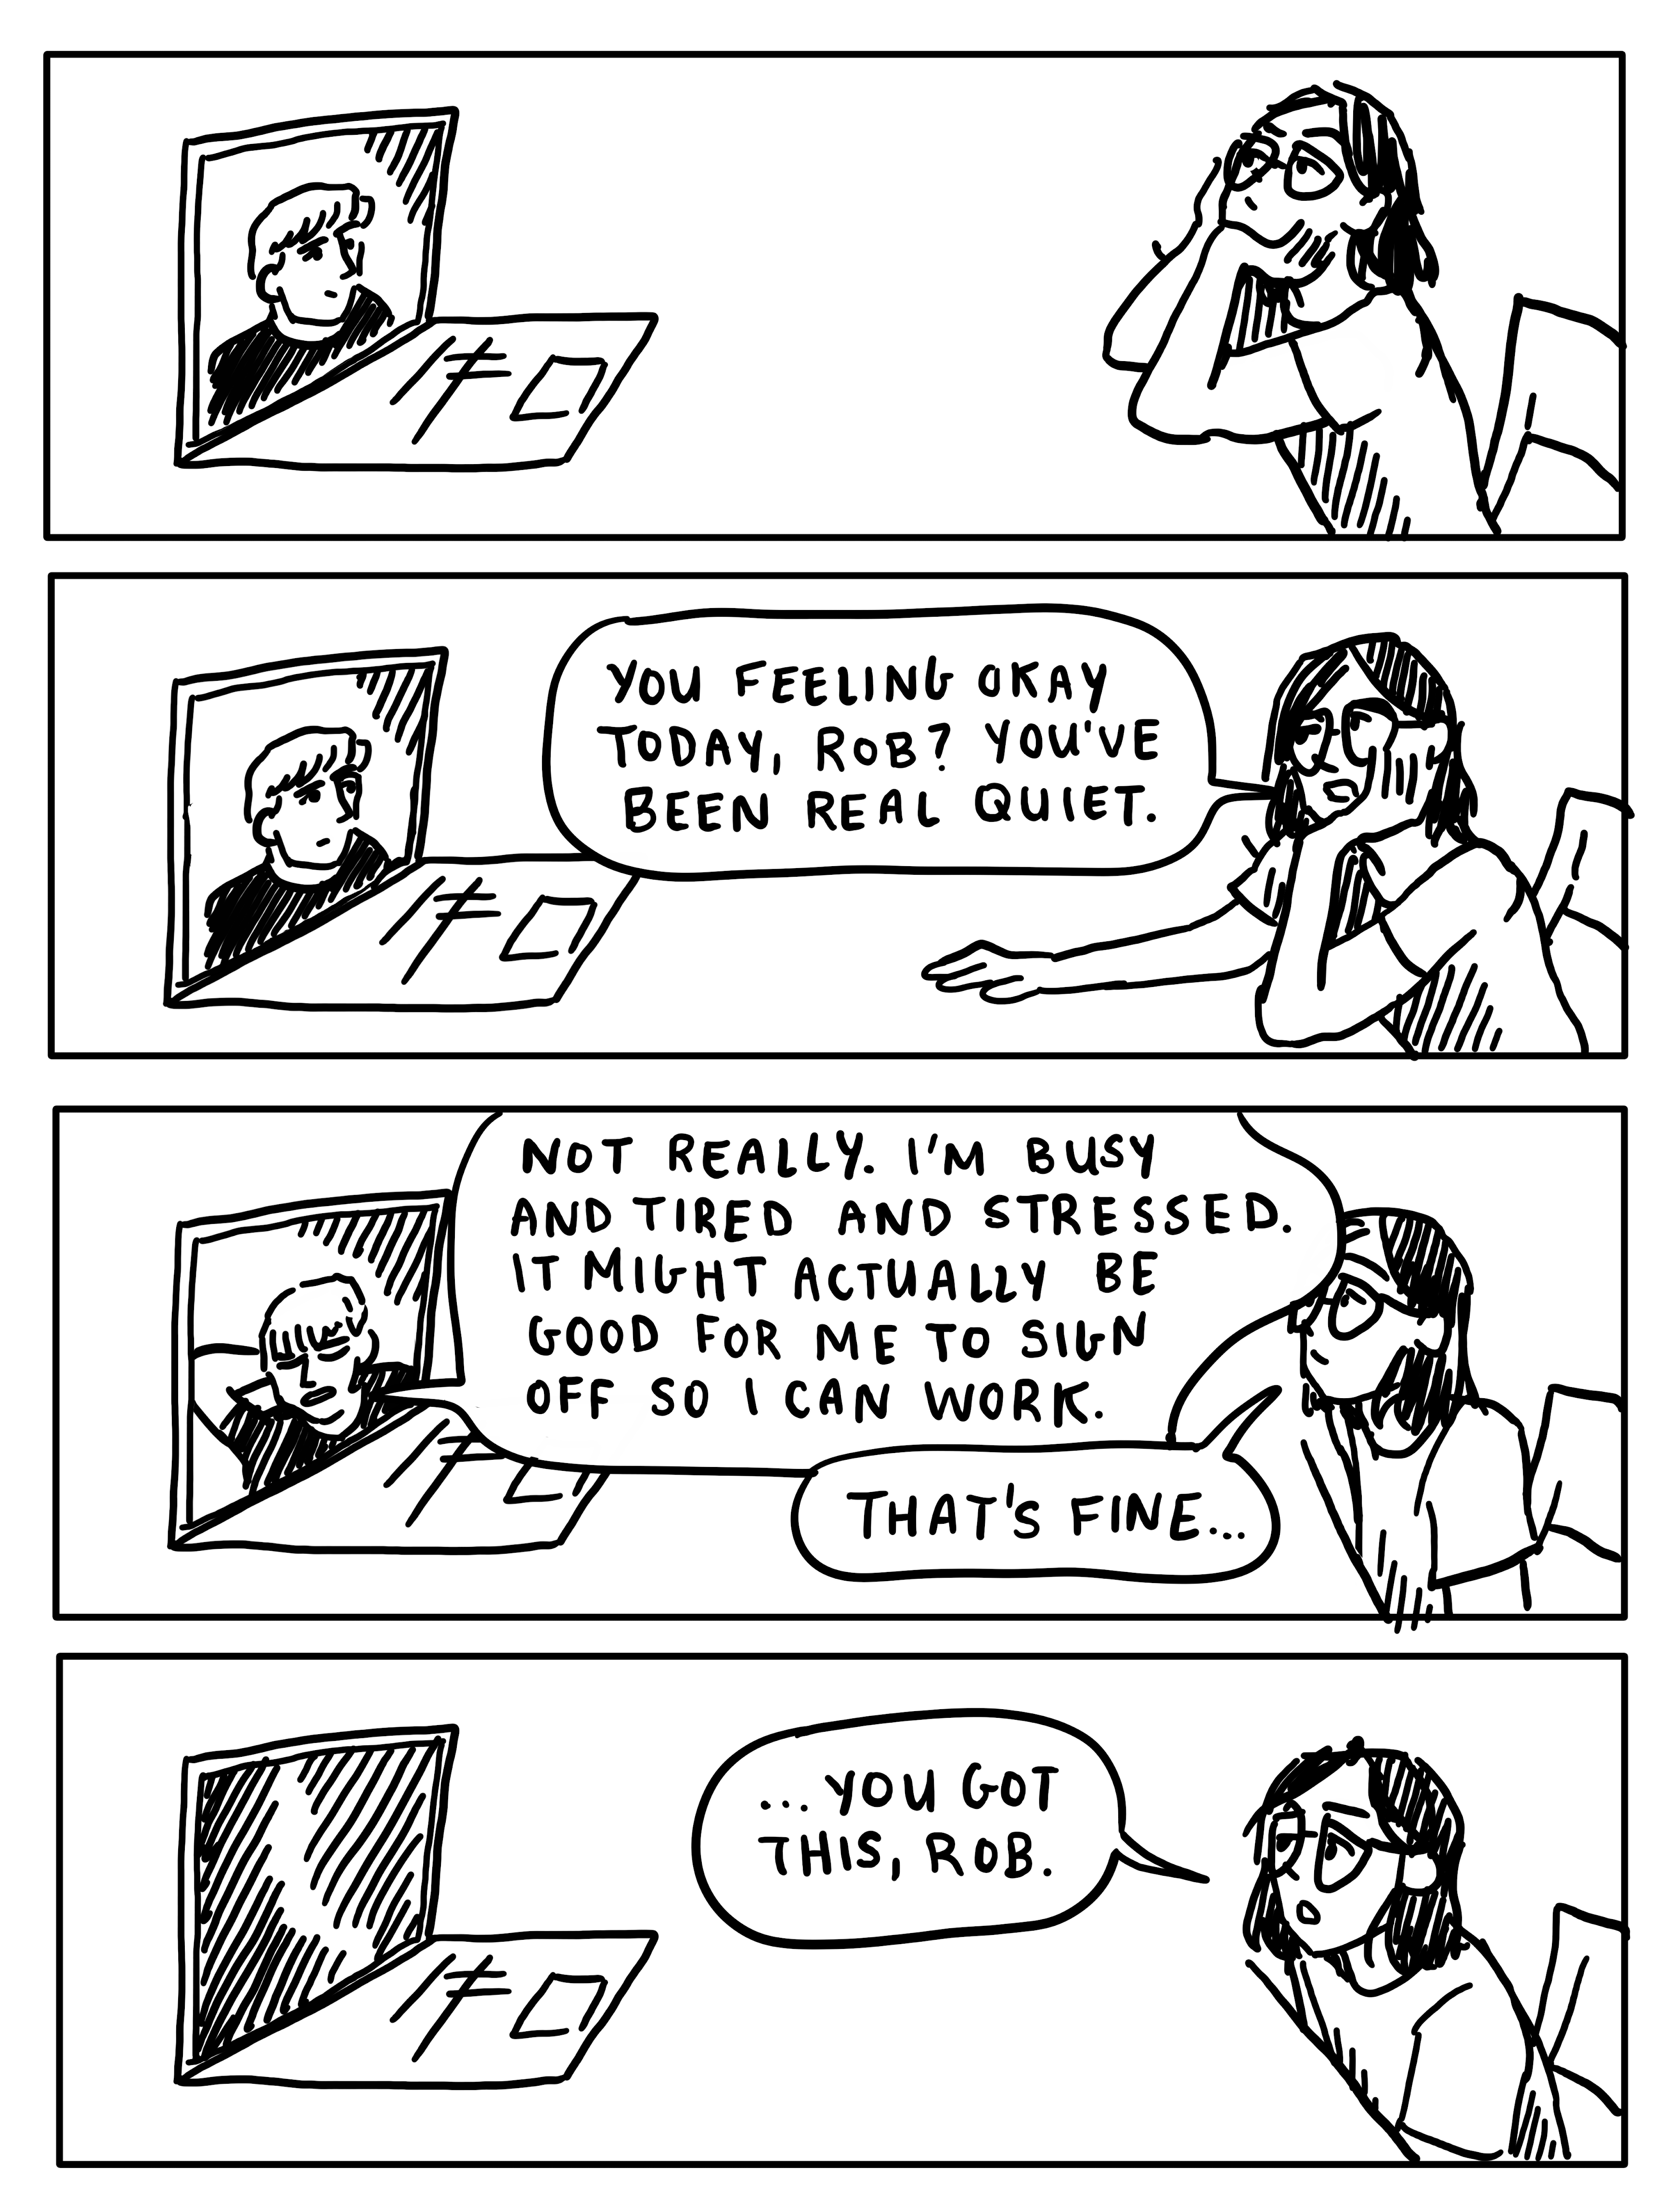 YOU FEELING OKAY
TODAY, ROB? YOU'VE
BEEN REAL QUIET.
NOT REALLY. I'M BUSY
AND TIRED AND STRESSED.
IT MIGHT ACTUALLY BE
GOOD FOR ME TO SIGN
OFF SO I CAN WORK.
THAT'S FINE...
...YOU GOT
THIS, ROB.